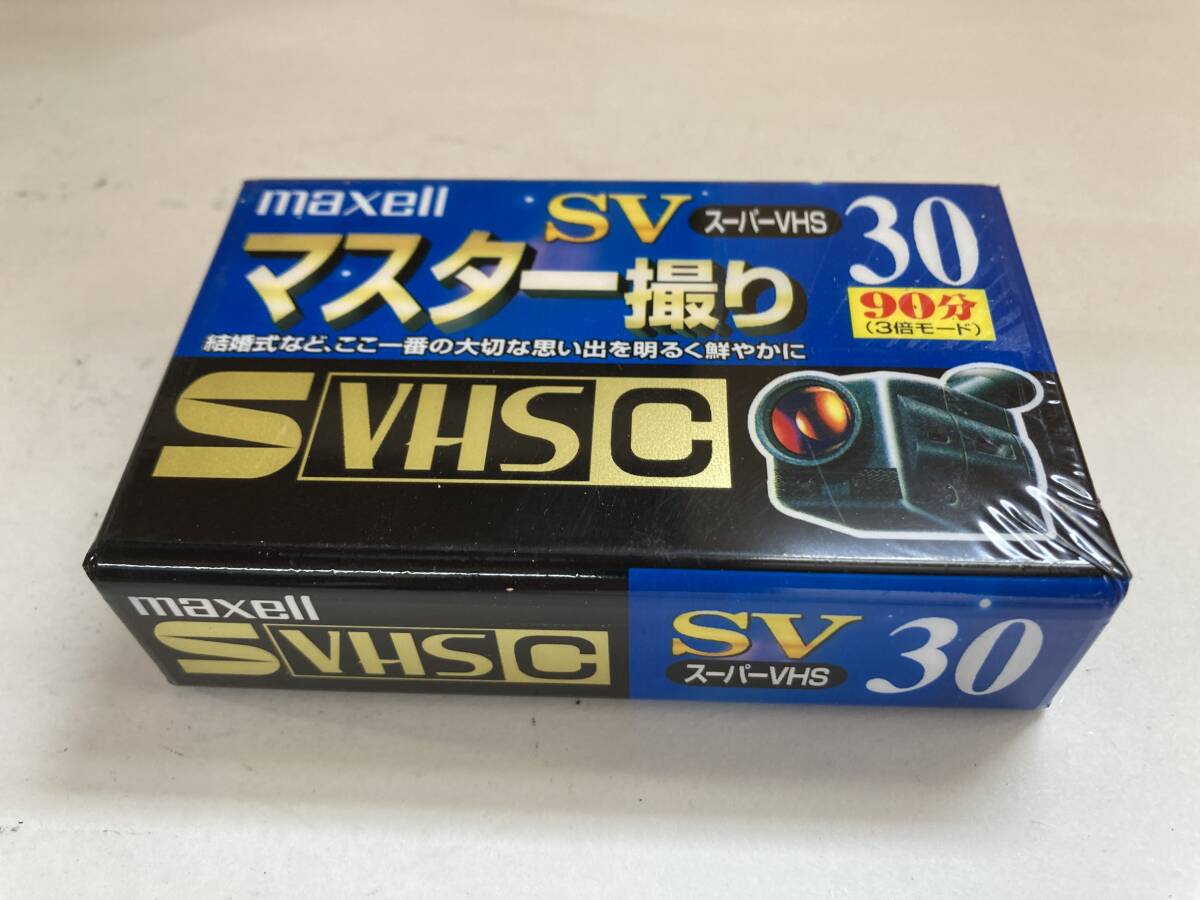 maxell SV スーパーVHS 30
マスター撮り
90分
(3倍モード)
結婚式など、ここ一番の大切な思い出を明るく鮮やかに
S VHS C
maxell
S VHS C
SV
スーパーVHS
30